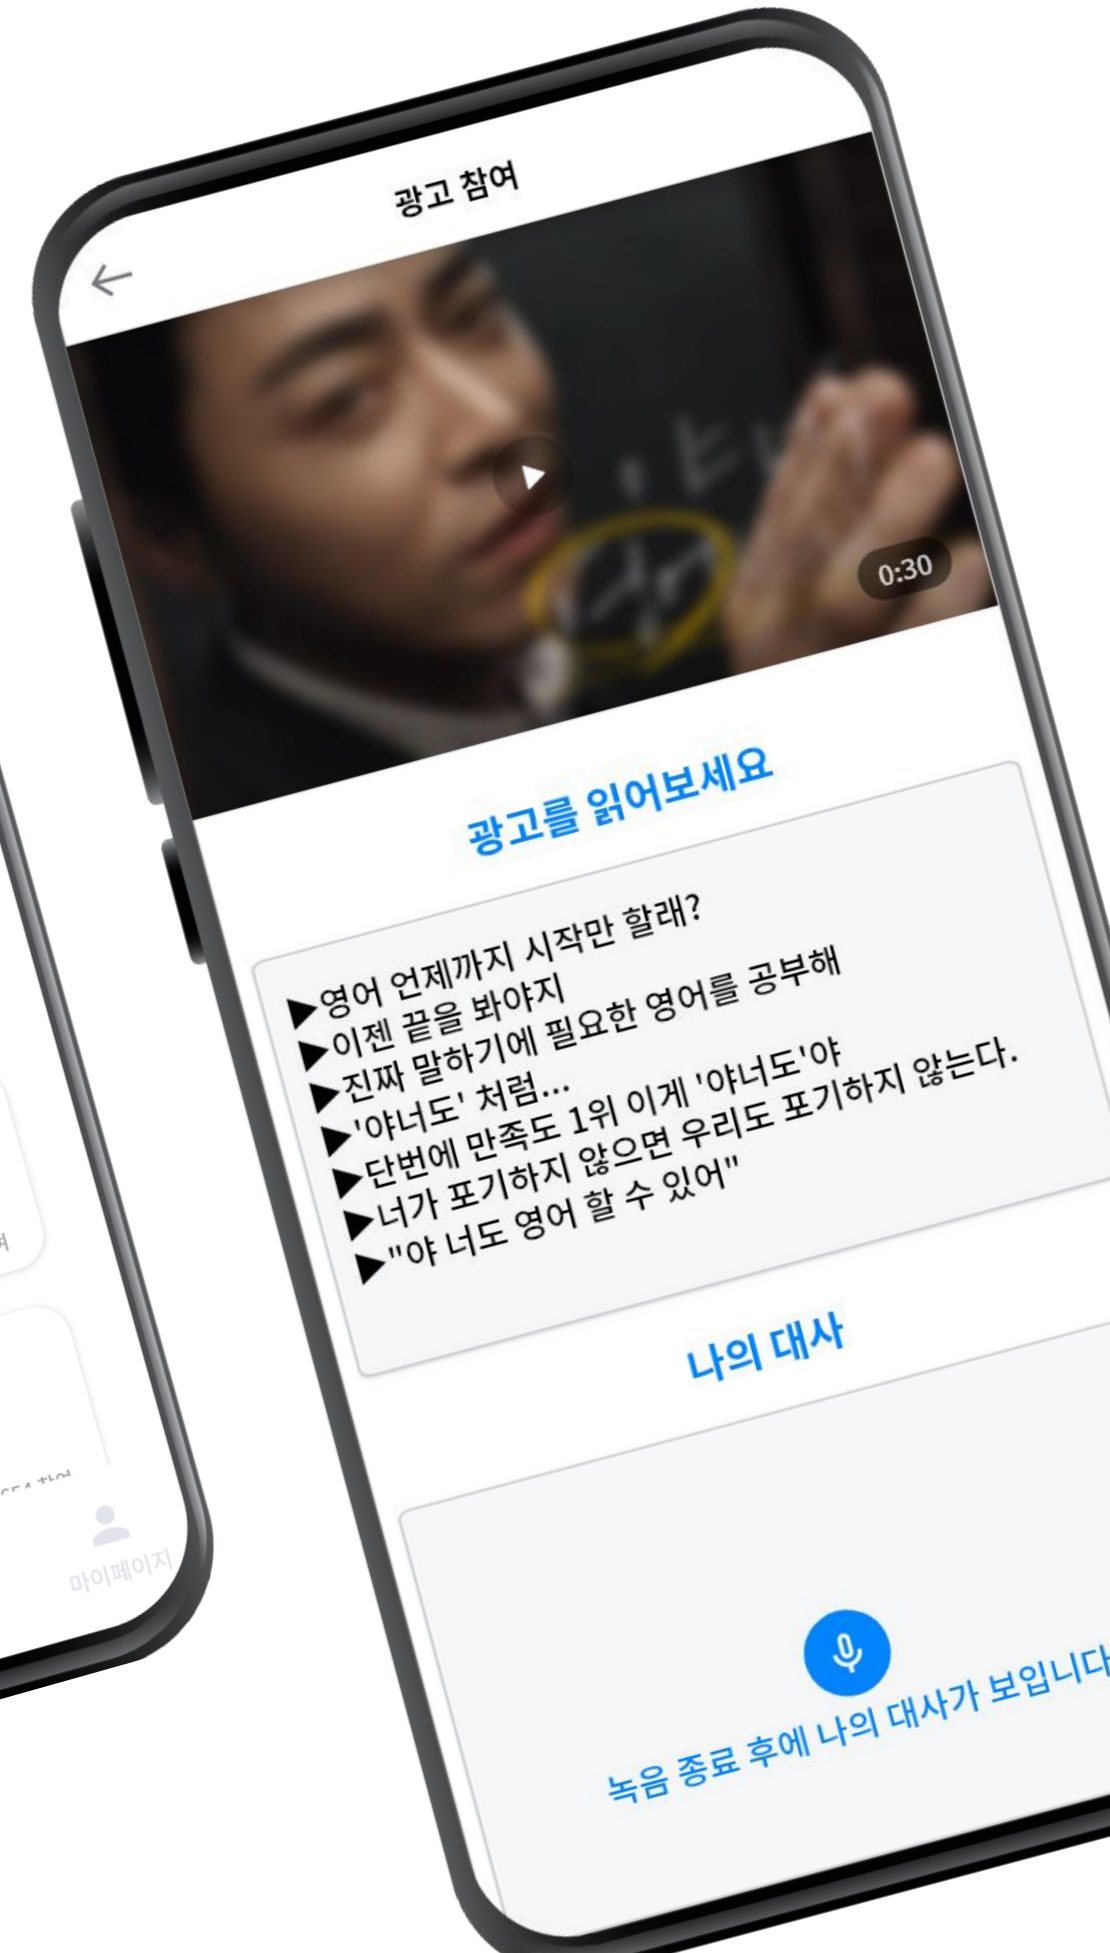 광고 참여
0:30
광고를 읽어보세요
▶영어 언제까지 시작만 할래?
▶이젠 끝을 봐야지
▶진짜 말하기에 필요한 영어를 공부해
▶'야너도' 처럼...
▶단번에 만족도 1위 이게 '야너도'야
▶너가 포기하지 않으면 우리도 포기하지 않는다.
▶"야 너도 영어 할 수 있어"
나의 대사
녹음 종료 후에 나의 대사가 보입니다
마이페이지